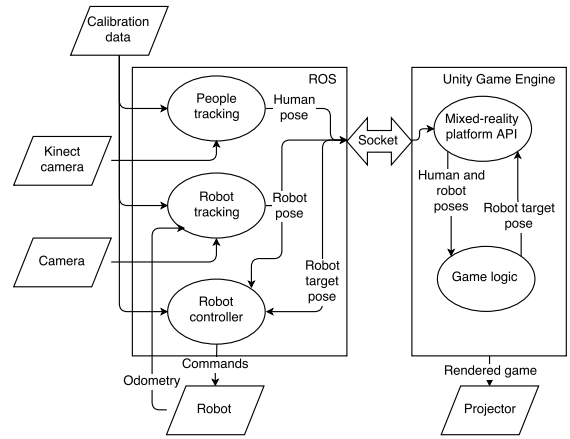 Calibration
data
ROS
Unity Game Engine
People
tracking
Human
pose
Socket
Mixed-reality
platform API
Kinect
camera
Human and
robot
poses
Robot
tracking
Robot
pose
Robot target
pose
Camera
Robot
target
pose
Game logic
Robot
controller
Commands
Rendered game
Odometry
Robot
Projector